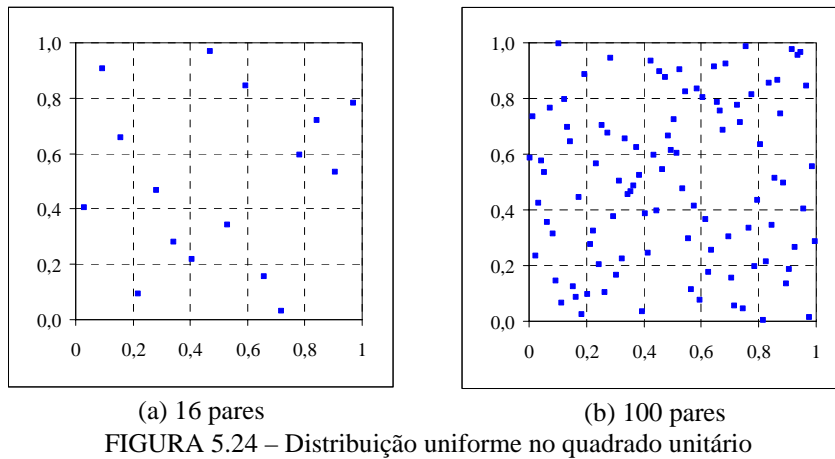 1,0
0,8
0,6
0,4
0,2
0,0
0 0,2 0,4 0,6 0,8 1
(a) 16 pares
1,0
0,8
0,6
0,4
0,2
0,0
0 0,2 0,4 0,6 0,8 1
(b) 100 pares
FIGURA 5.24 – Distribuição uniforme no quadrado unitário